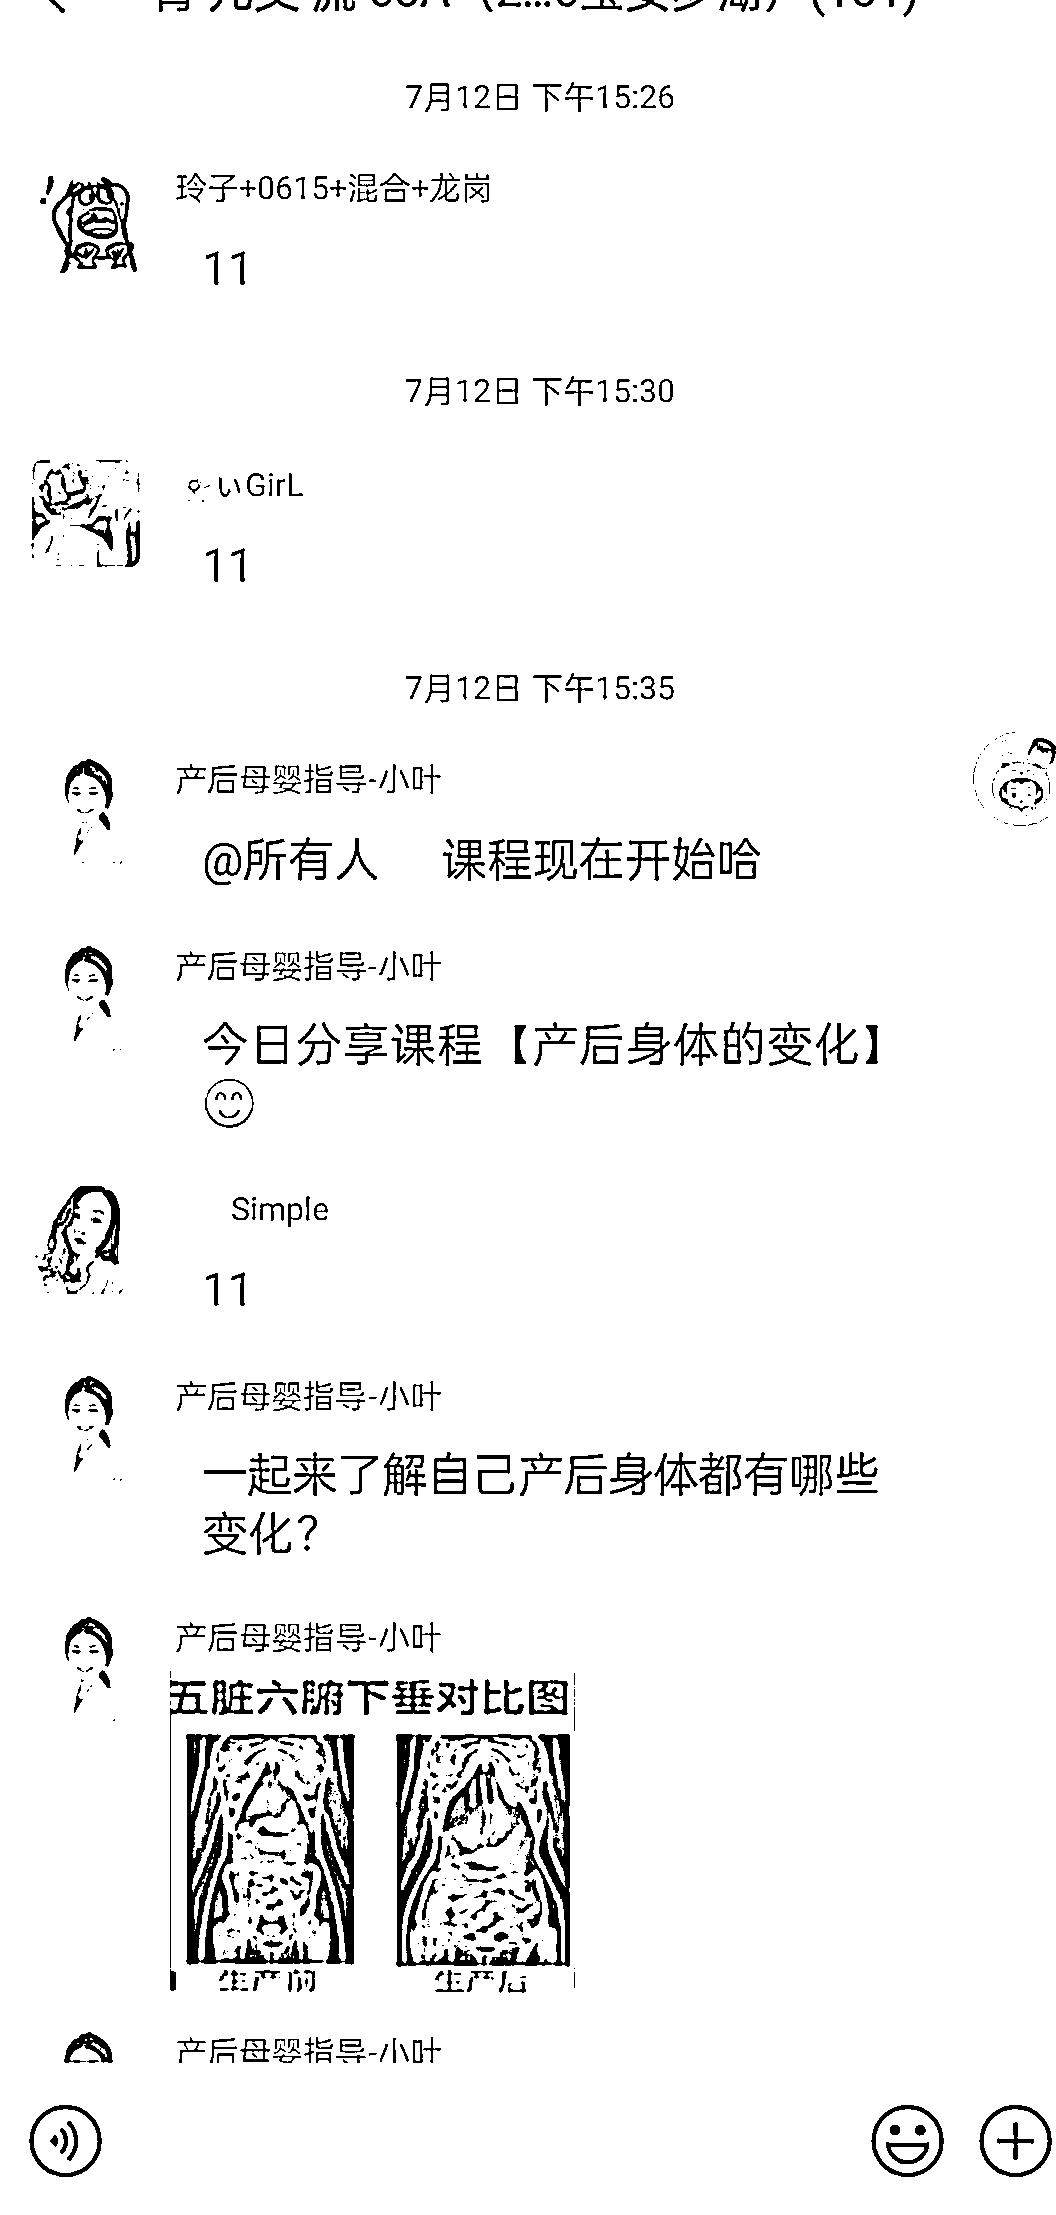 7月12日 下午15:26
玲子+0615+混合+龙岗
11
7月12日 下午15:30
いGirL
11
7月12日 下午15:35
产后母婴指导-小叶
@所有人 课程现在开始哈
产后母婴指导-小叶
今日分享课程【产后身体的变化】
Simple
11
产后母婴指导-小叶
一起来了解自己产后身体都有哪些
变化?
产后母婴指导-小叶
五脏六腑下垂对比图
生产前 生产后
产后母婴指导-小叶